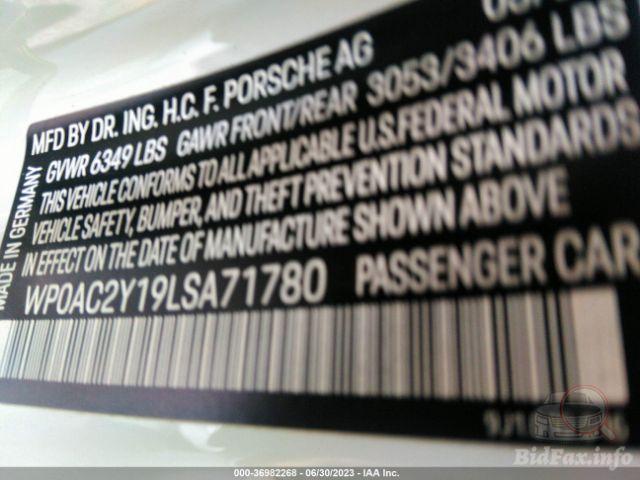 MFD BY DR. ING. H.C. F. PORSCHE AG
GVWR 6349 LBS GAWR FRONT/REAR 3053/3406 LBS
THIS VEHICLE CONFORMS TO ALL APPLICABLE U.S. FEDERAL MOTOR
VEHICLE SAFETY, BUMPER, AND THEFT PREVENTION STANDARDS
IN EFFECT ON THE DATE OF MANUFACTURE SHOWN ABOVE
WP0AC2Y19LSA71780 PASSENGER CAR
MADE IN GERMANY
BidFax.info
000-36982268 - 06/30/2023 - IAA Inc.